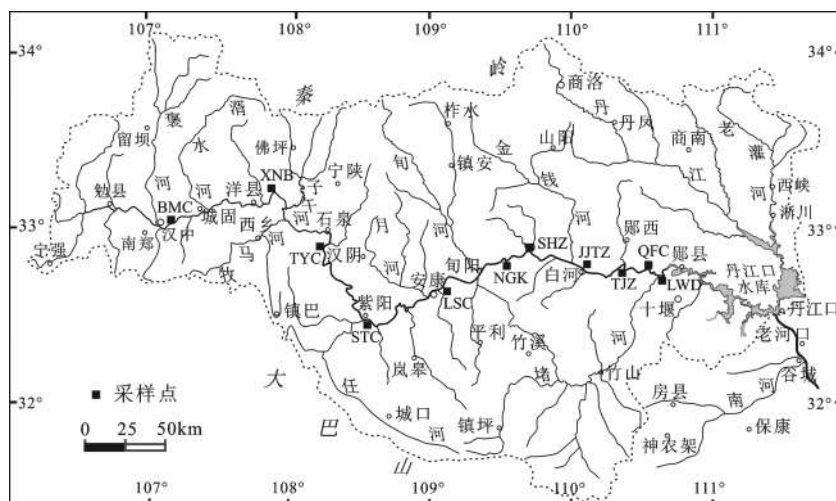 107°
108°
109°
110°
111°
34°
34°
秦
岭
商洛
留坝
褒
湑
佛坪
柞水
金
丹
丹凤
商南
老
水
山阳
灌
宁陕
旬
镇安
钱
XNB
子
江
西峡
勉县
河
河
洋县
午
河
淅川
33°
BMC
城固
河
石泉
月
河
郧西
33°
宁强
南郑
汉中
西乡
河
TYC
汉阴
河
旬阳
SHZ
JJTZ
QFC
郧县
马
安康
NGK
白河
TJZ
LWD
丹江口
水库
牧
紫阳
LSC
十堰
丹江口
镇巴
STC
平利
竹溪
河
老河口
大
岚皋
堵
竹山
谷城
32°
采样点
任
房县
南
河
32°
0
25
50km
巴
城口
河
镇坪
神农架
保康
山
107°
108°
109°
110°
111°